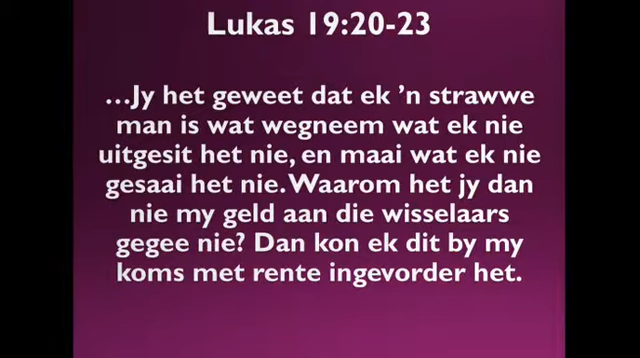 Lukas 19:20-23
...Jy het geweet dat ek 'n strawwe
man is wat wegneem wat ek nie
uitgesit het nie, en maai wat ek nie
gesaai het nie. Waarom het jy dan
nie my geld aan die wisselaars
gegee nie? Dan kon ek dit by my
koms met rente ingevorder het.